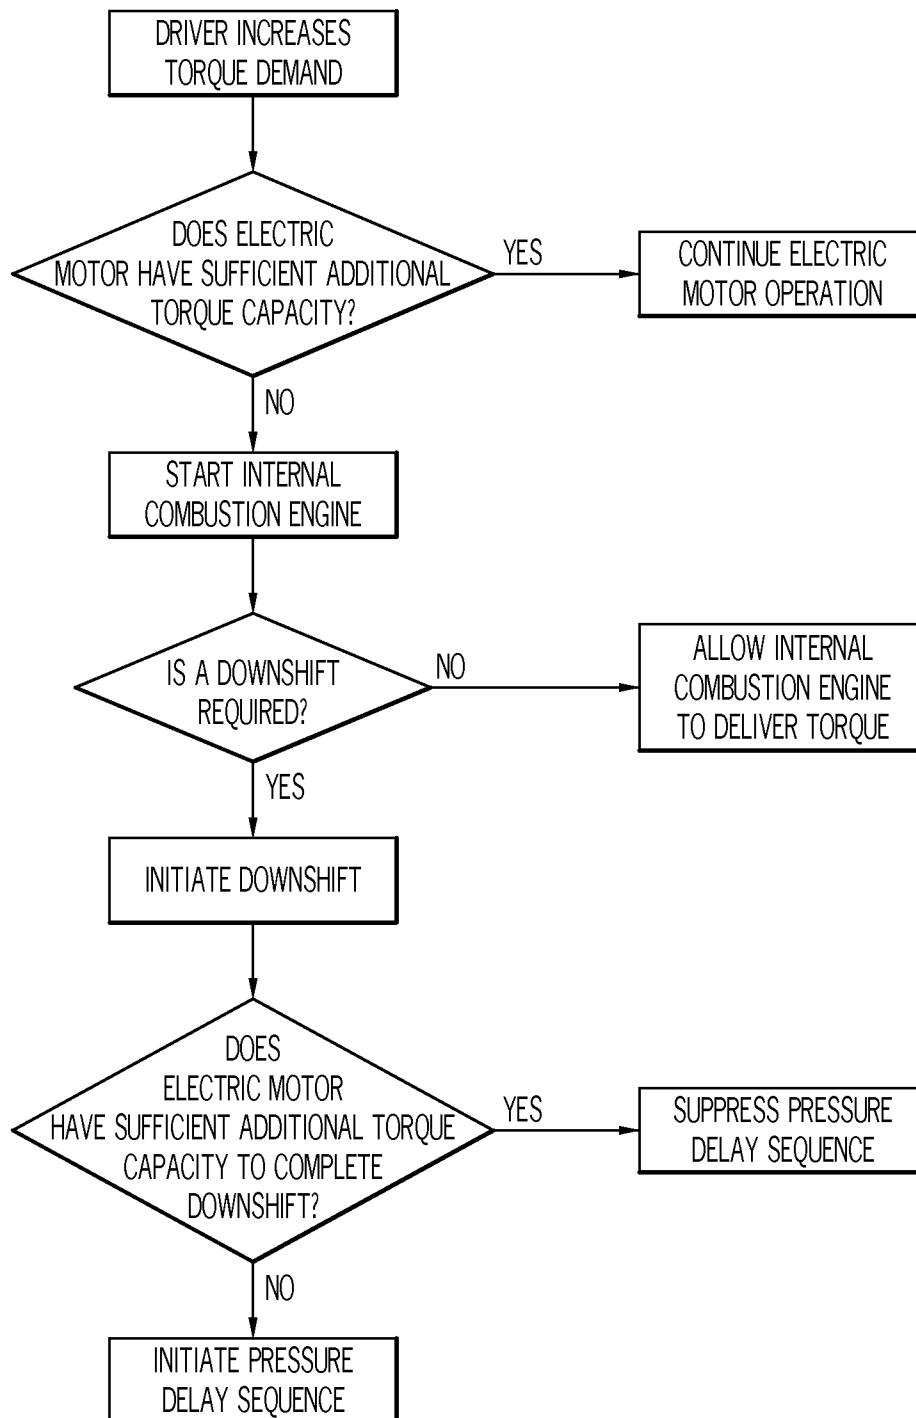 DRIVER INCREASES
TORQUE DEMAND
DOES ELECTRIC
MOTOR HAVE SUFFICIENT ADDITIONAL
TORQUE CAPACITY?
YES
CONTINUE ELECTRIC
MOTOR OPERATION
NO
START INTERNAL
COMBUSTION ENGINE
IS A DOWNSHIFT
REQUIRED?
NO
ALLOW INTERNAL
COMBUSTION ENGINE
TO DELIVER TORQUE
YES
INITIATE DOWNSHIFT
DOES
ELECTRIC MOTOR
HAVE SUFFICIENT ADDITIONAL TORQUE
CAPACITY TO COMPLETE
DOWNSHIFT?
YES
SUPPRESS PRESSURE
DELAY SEQUENCE
NO
INITIATE PRESSURE
DELAY SEQUENCE